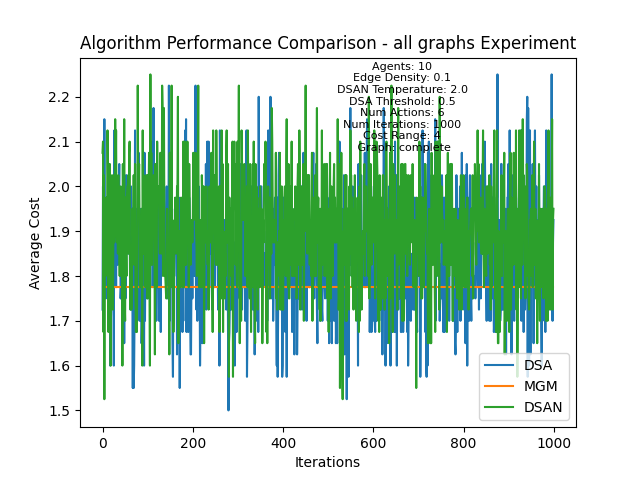 Algorithm Performance Comparison - all graphs Experiment
Agents: 10
Edge Density: 0.1
DSAN Temperature: 2.0
DSA Threshold: 0.5
Num Actions: 6
Num Iterations: 1000
Cost Range: 4
Graph: complete
Average Cost
2.2
2.1
2.0
1.9
1.8
1.7
1.6
1.5
DSA
MGM
DSAN
0
200
400
600
800
1000
Iterations